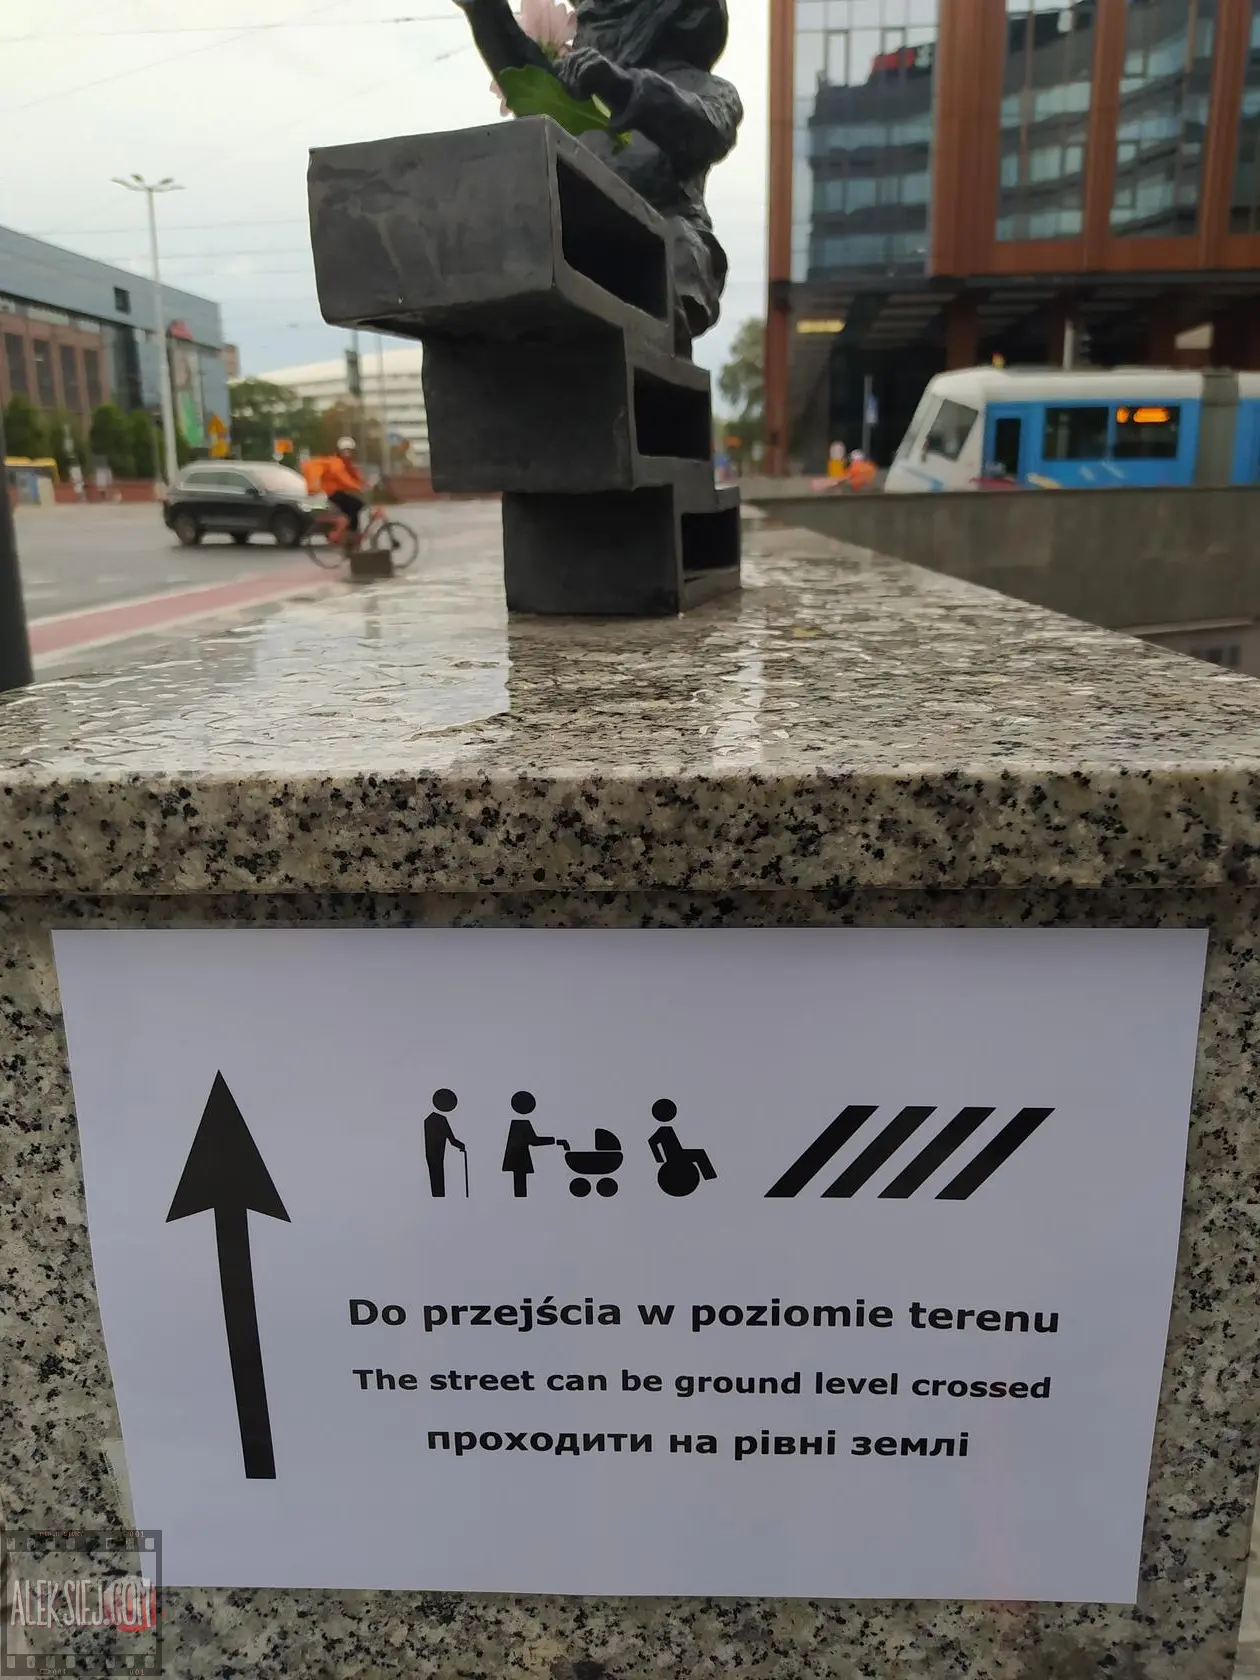 Do przejścia w poziomie terenu
The street can be ground level crossed
проходити на рівні землі
ALEKSIEJ.COM